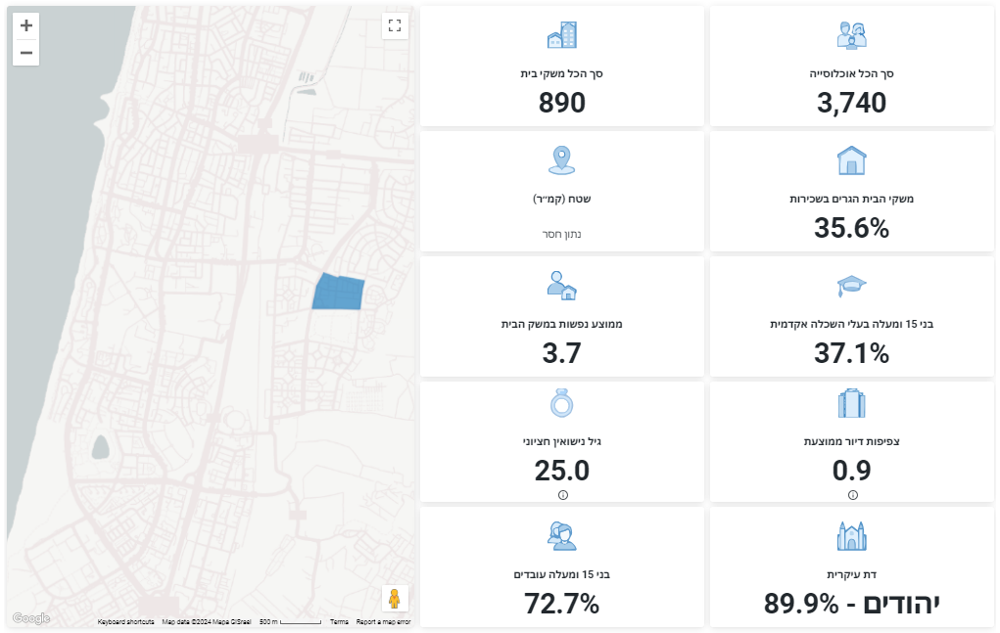 סך הכל אוכלוסייה
3,740
סך הכל משקי בית
890
משקי הבית הגרים בשכירות
35.6%
שטח (קמ״ר)
נתון חסר
בני 15 ומעלה בעלי השכלה אקדמית
37.1%
ממוצע נפשות במשק הבית
3.7
צפיפות דיור ממוצעת
0.9
גיל נישואין חציוני
25.0
דת עיקרית
יהודים - 89.9%
בני 15 ומעלה עובדים
72.7%
Google
Keyboard shortcuts
Map data ©2024 Mapa GISrael
500 m
Terms
Report a map error